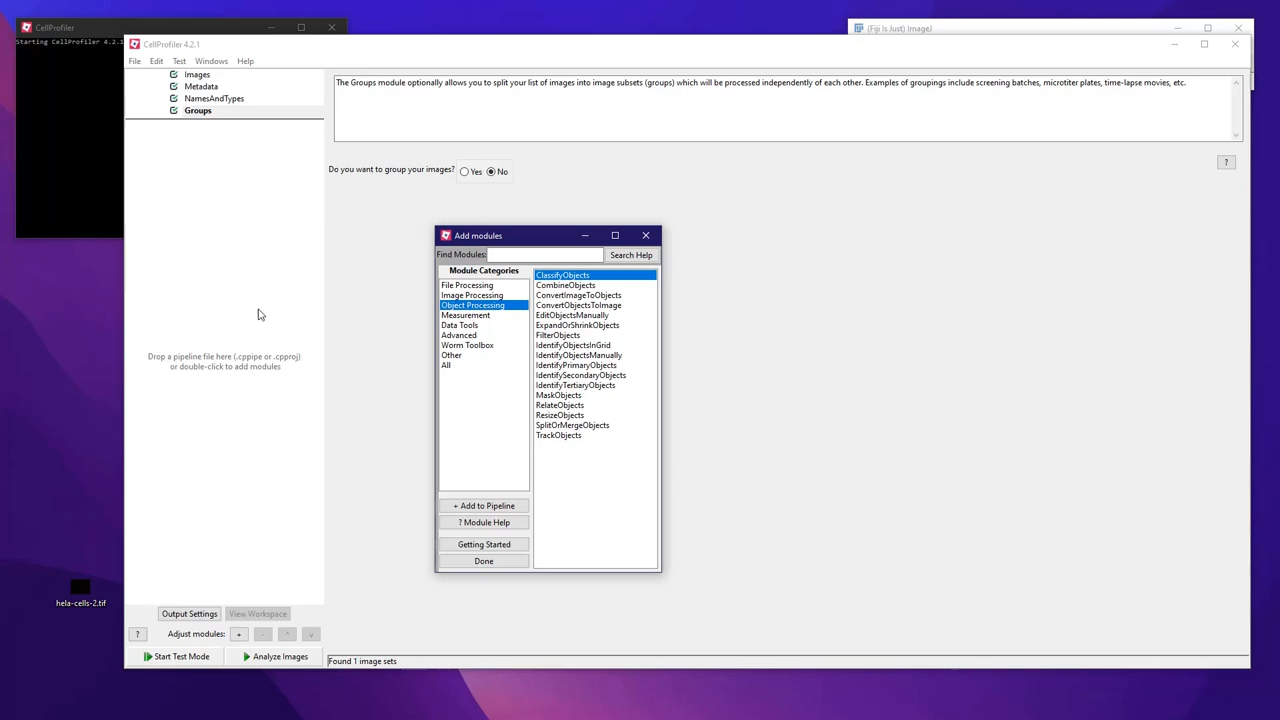 CellProfiler
Starting CellProfiler 4.2.1
(Fiji Is Just) ImageJ
CellProfiler 4.2.1
File Edit Test Windows Help
Images
Metadata
NamesAndTypes
Groups
The Groups module optionally allows you to split your list of images into image subsets (groups) which will be processed independently of each other. Examples of groupings include screening batches, microtiter plates, time-lapse movies, etc.
Do you want to group your images? Yes No
?
Drop a pipeline file here (.cppipe or .cpproj)
or double-click to add modules
Add modules
Find Modules: Search Help
Module Categories
File Processing
Image Processing
Object Processing
Measurement
Data Tools
Advanced
Worm Toolbox
Other
All
ClassifyObjects
CombineObjects
ConvertImageToObjects
ConvertObjectsToImage
EditObjectsManually
ExpandOrShrinkObjects
FilterObjects
IdentifyObjectsInGrid
IdentifyObjectsManually
IdentifyPrimaryObjects
IdentifySecondaryObjects
IdentifyTertiaryObjects
MaskObjects
RelateObjects
ResizeObjects
SplitOrMergeObjects
TrackObjects
+ Add to Pipeline
? Module Help
Getting Started
Done
hela-cells-2.tif
Output Settings View Workspace
? Adjust modules: + - ^ v
Start Test Mode Analyze Images
Found 1 image sets